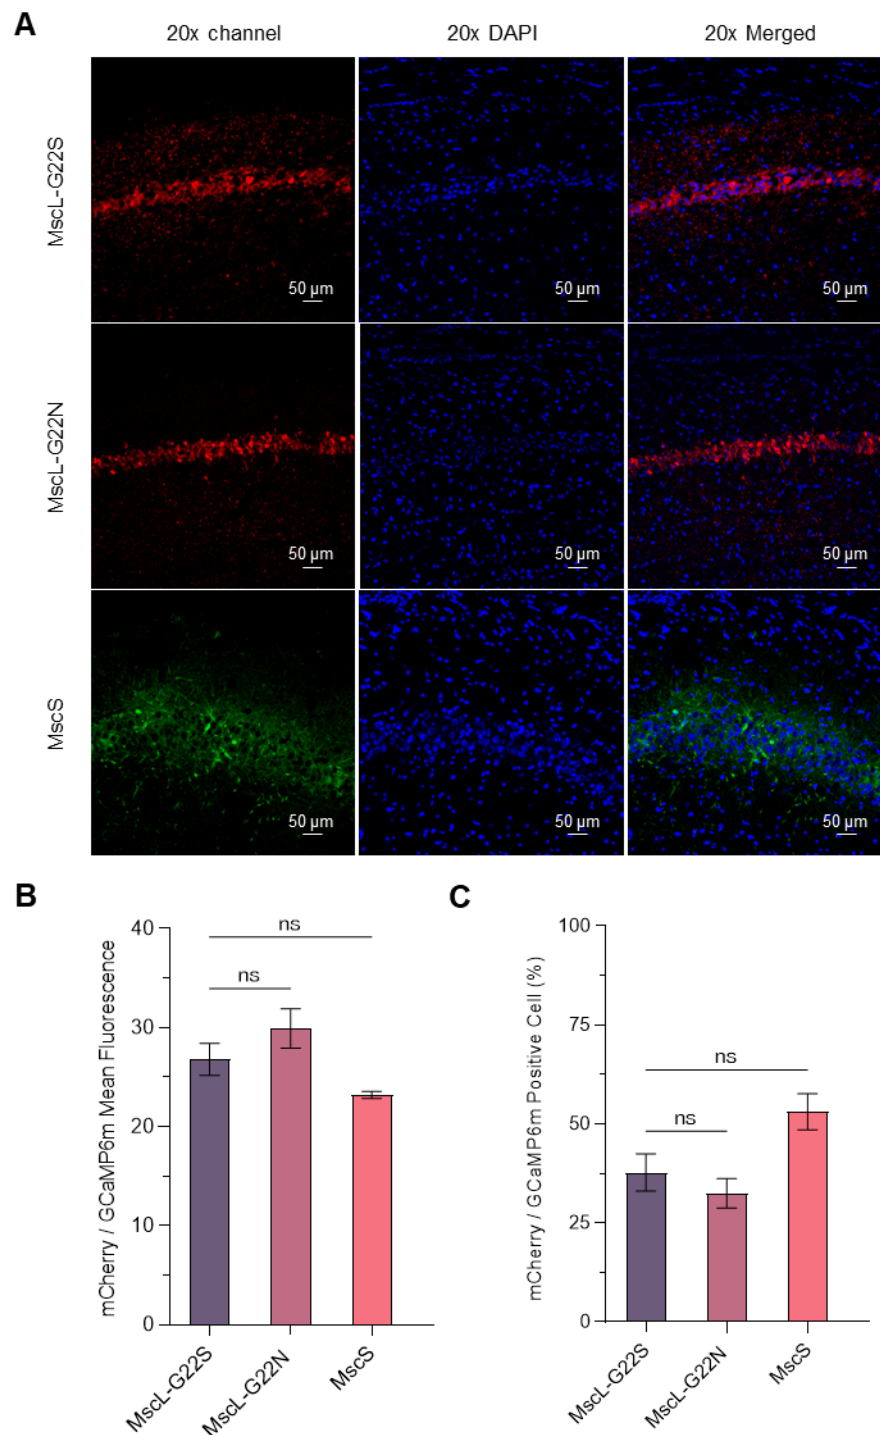 A
20x channel
20x DAPI
20x Merged
MscL-G22S
50 µm
50 µm
50 µm
MscL-G22N
50 µm
50 µm
50 µm
MscS
50 µm
50 µm
50 µm
B
mCherry / GCaMP6m Mean Fluorescence
40
30
20
10
0
ns
ns
MscL-G22S
MscL-G22N
MscS
C
mCherry / GCaMP6m Positive Cell (%)
100
75
50
25
0
ns
ns
MscL-G22S
MscL-G22N
MscS